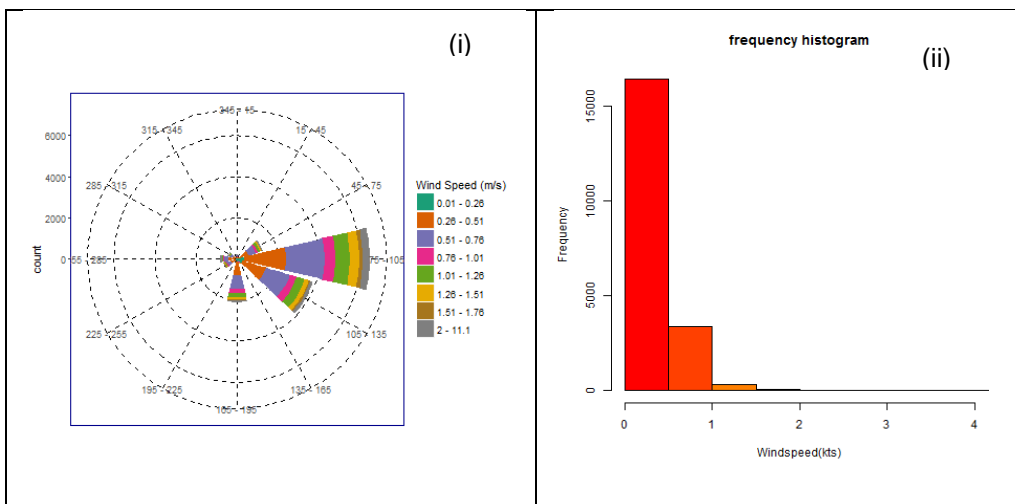 (i)
345 - 15
315 - 345
15 - 45
6000
285 - 315
45 - 75
4000
2000
0
255 - 285
75 - 105
225 - 255
105 - 135
195 - 225
135 - 165
165 - 195
count
Wind Speed (m/s)
0.01 - 0.26
0.26 - 0.51
0.51 - 0.76
0.76 - 1.01
1.01 - 1.26
1.26 - 1.51
1.51 - 1.76
2 - 11.1
(ii)
frequency histogram
15000
10000
5000
0
Frequency
0 1 2 3 4
Windspeed(kts)